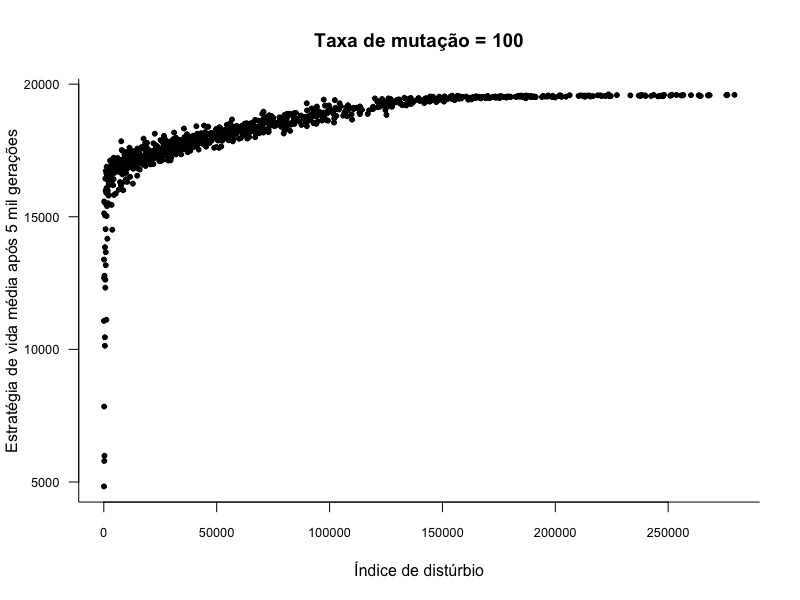 Taxa de mutação = 100
Estratégia de vida média após 5 mil gerações
20000
15000
10000
5000
0 50000 100000 150000 200000 250000
Índice de distúrbio